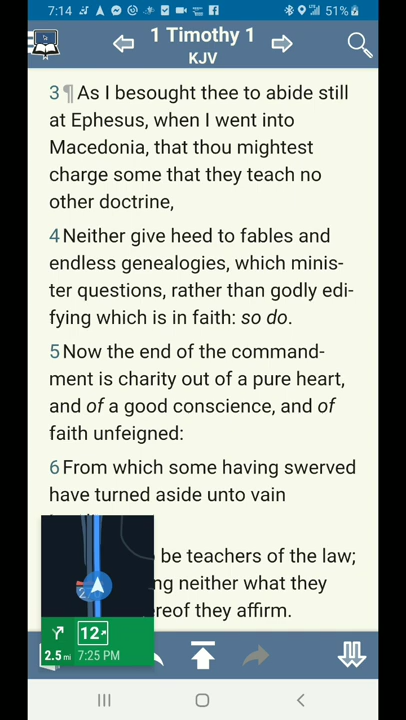 7:14 51%
1 Timothy 1
KJV
3 ¶ As I besought thee to abide still
at Ephesus, when I went into
Macedonia, that thou mightest
charge some that they teach no
other doctrine,
4 Neither give heed to fables and
endless genealogies, which minis-
ter questions, rather than godly edi-
fying which is in faith: so do.
5 Now the end of the command-
ment is charity out of a pure heart,
and of a good conscience, and of
faith unfeigned:
6 From which some having swerved
have turned aside unto vain
be teachers of the law;
ng neither what they
ereof they affirm.
12
2.5 mi 7:25 PM